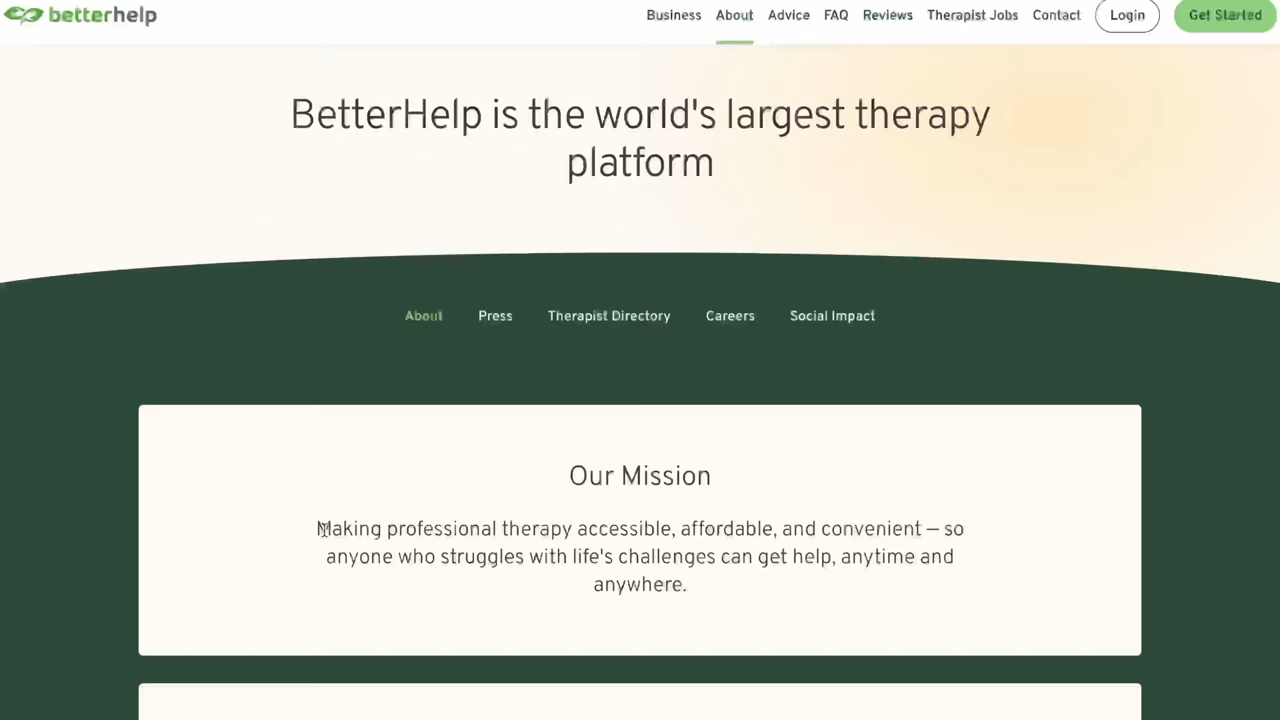 betterhelp
Business About Advice FAQ Reviews Therapist Jobs Contact Login Get Started
BetterHelp is the world's largest therapy
platform
About Press Therapist Directory Careers Social Impact
Our Mission
Making professional therapy accessible, affordable, and convenient — so
anyone who struggles with life's challenges can get help, anytime and
anywhere.